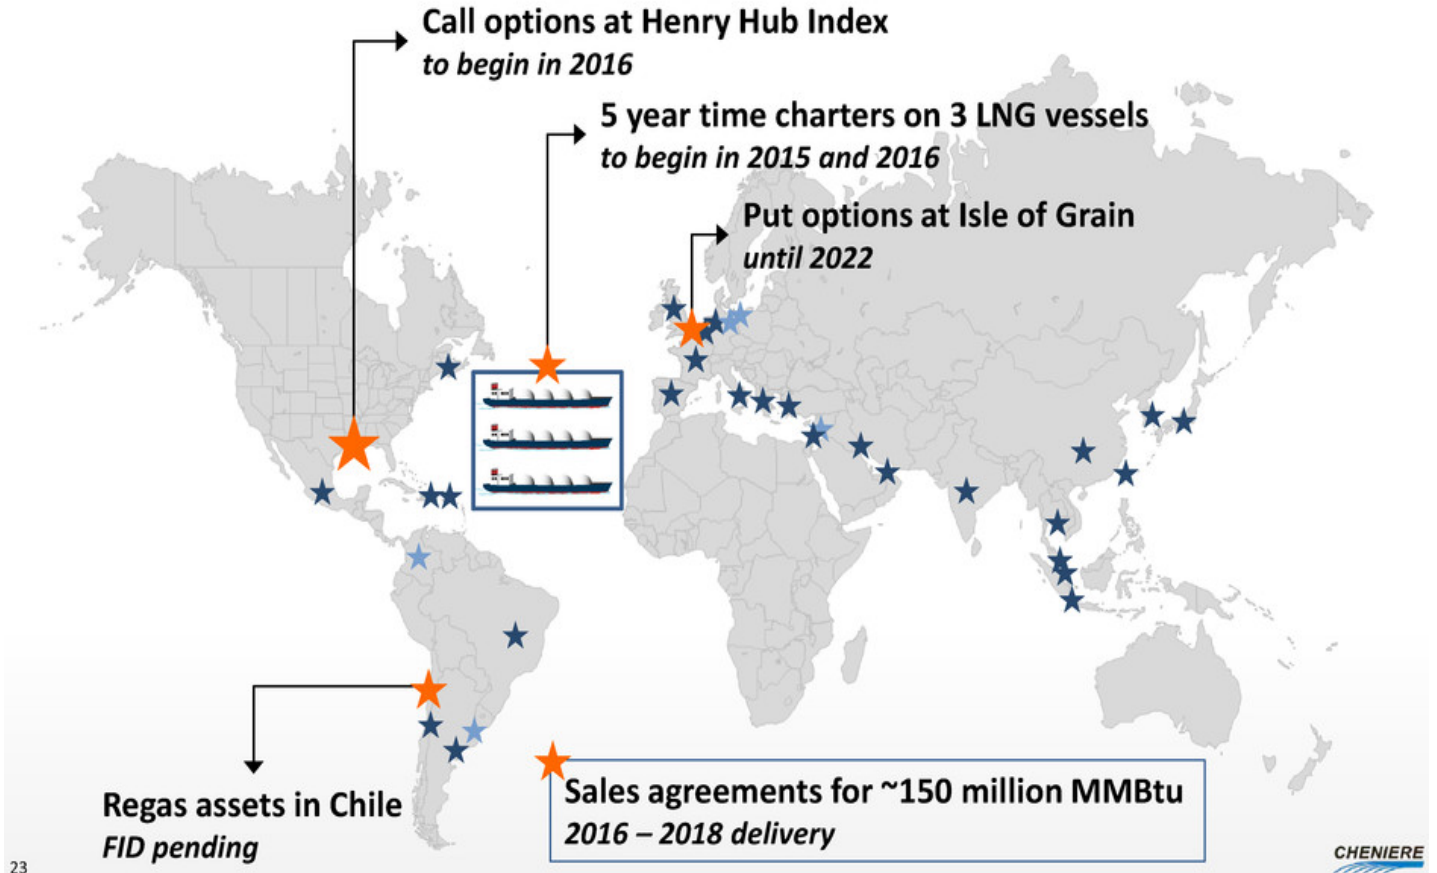 Call options at Henry Hub Index
to begin in 2016
5 year time charters on 3 LNG vessels
to begin in 2015 and 2016
Put options at Isle of Grain
until 2022
Regas assets in Chile
FID pending
Sales agreements for ~150 million MMBtu
2016 – 2018 delivery
23
CHENIERE